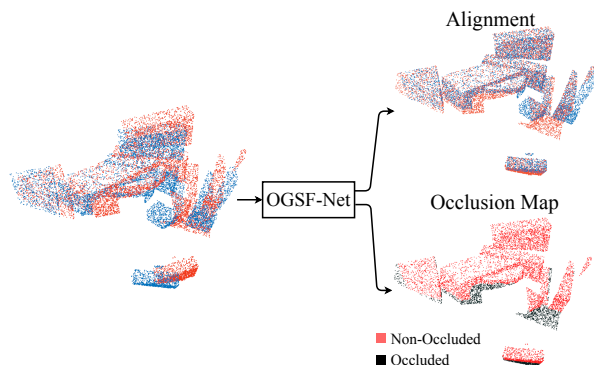 Alignment
OGSF-Net
Occlusion Map
Non-Occluded
Occluded